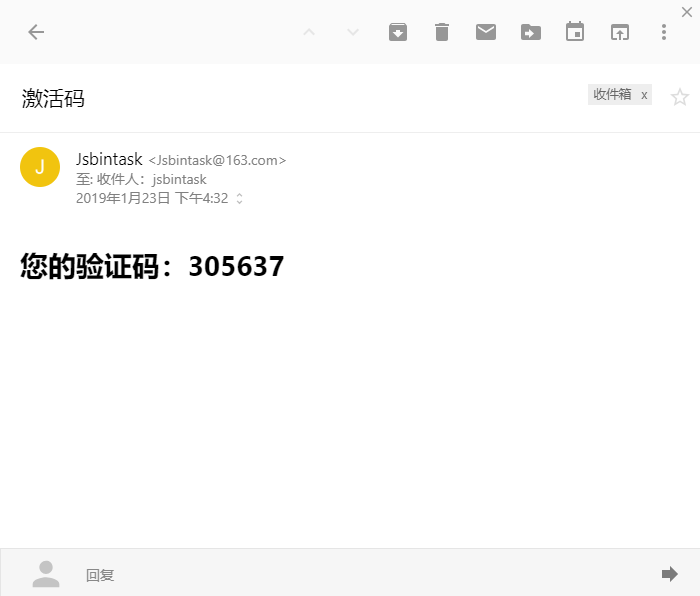 激活码
收件箱 x
J
Jsbintask <Jsbintask@163.com>
至: 收件人：jsbintask
2019年1月23日 下午4:32
您的验证码：305637
回复